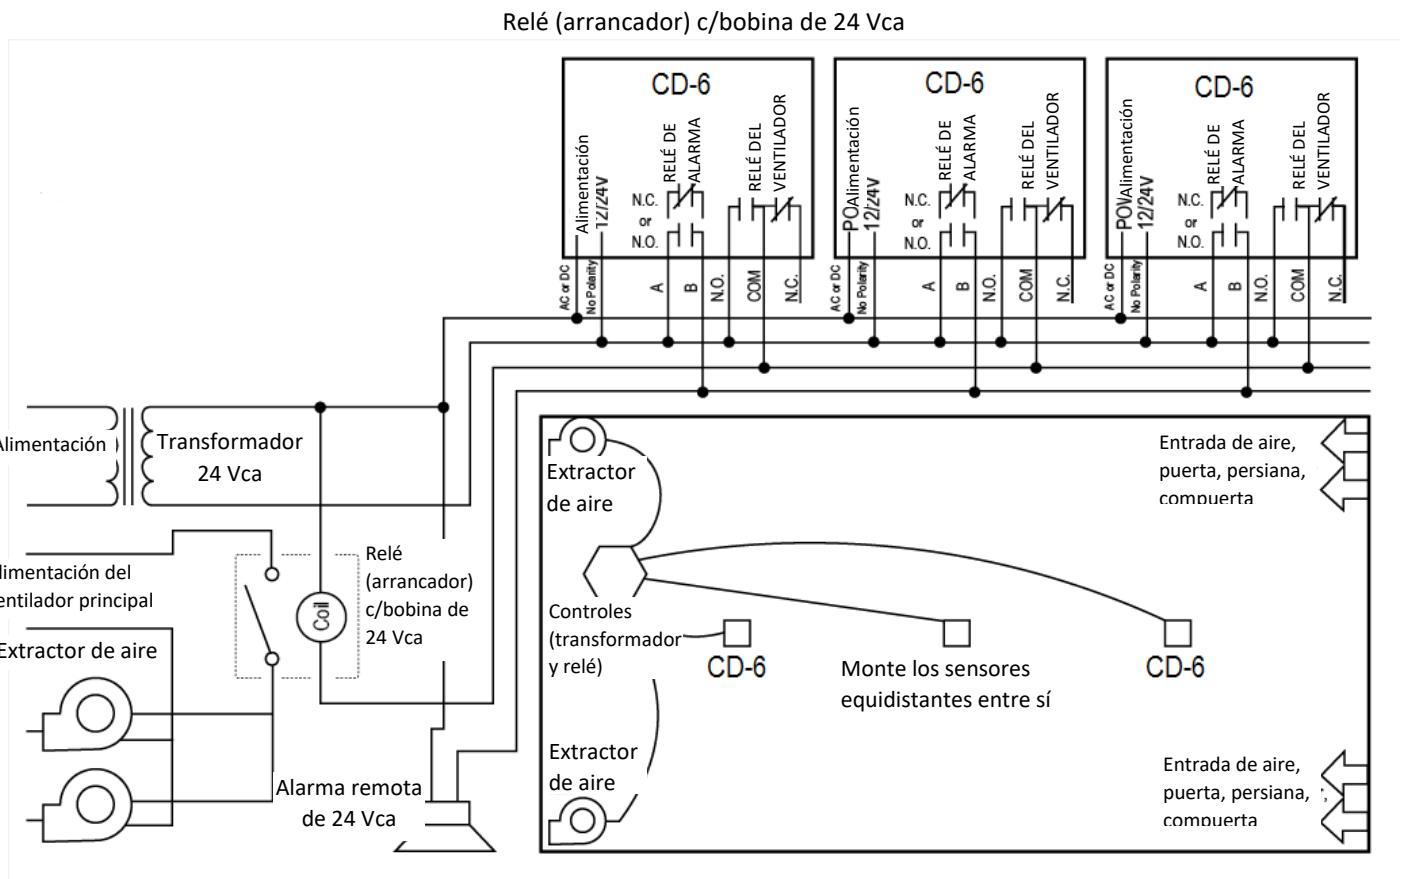 Relé (arrancador) c/bobina de 24 Vca
CD-6
Alimentación
12/24V
RELÉ DE
ALARMA
RELÉ DEL
VENTILADOR
N.C.
or
N.O.
AC or DC
No Polarity
A
B
N.O.
COM
N.C.
CD-6
Alimentación
PO
12/24V
RELÉ DE
ALARMA
RELÉ DEL
VENTILADOR
N.C.
or
N.O.
AC or DC
No Polarity
A
B
N.O.
COM
N.C.
CD-6
Alimentación
POV
12/24V
RELÉ DE
ALARMA
RELÉ DEL
VENTILADOR
N.C.
or
N.O.
AC or DC
No Polarity
A
B
N.O.
COM
N.C.
Alimentación
Transformador
24 Vca
limentación del
entilador principal
Extractor de aire
Coil
Relé
(arrancador)
c/bobina de
24 Vca
Alarma remota
de 24 Vca
Extractor
de aire
Entrada de aire,
puerta, persiana,
compuerta
Controles
(transformador
y relé)
CD-6
Monte los sensores
equidistantes entre sí
CD-6
Extractor
de aire
Entrada de aire,
puerta, persiana,
compuerta